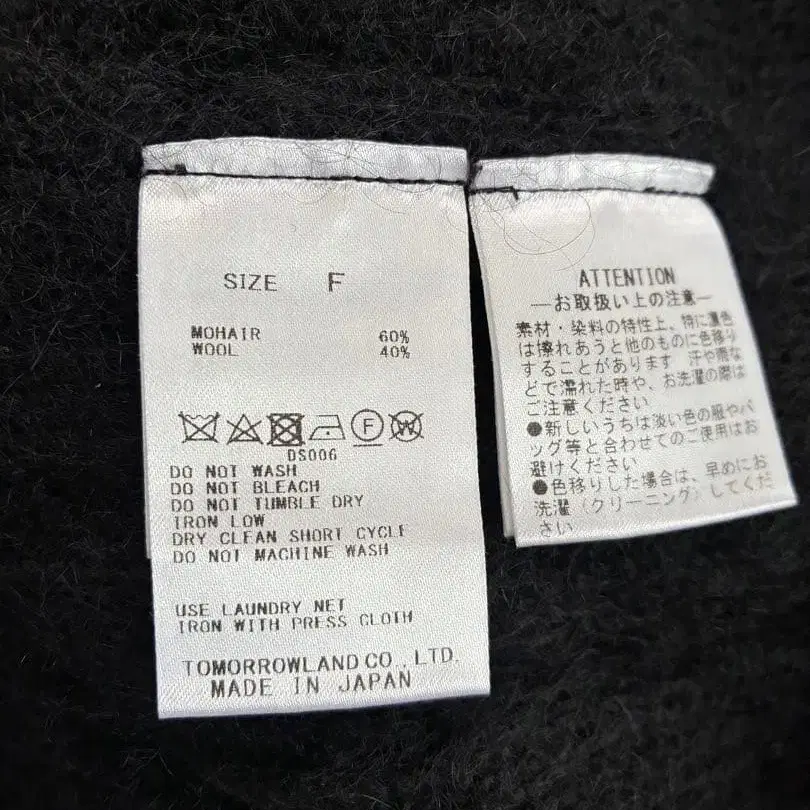 SIZE F
MOHAIR 60%
WOOL 40%
F W
DS006
DO NOT WASH
DO NOT BLEACH
DO NOT TUMBLE DRY
IRON LOW
DRY CLEAN SHORT CYCLE
DO NOT MACHINE WASH
USE LAUNDRY NET
IRON WITH PRESS CLOTH
TOMORROWLAND CO., LTD.
MADE IN JAPAN
ATTENTION
―お取扱い上の注意―
素材・染料の特性上、特に濃色
は擦れあうと他のものに色移り
することがあります 汗や雨な
どで濡れた時や、お洗濯の際は
ご注意ください
●新しいうちは淡い色の服やバ
ッグ等と合わせてのご使用はお
避けください
●色移りした場合は、早めにお
洗濯（クリーニング）してくだ
さい